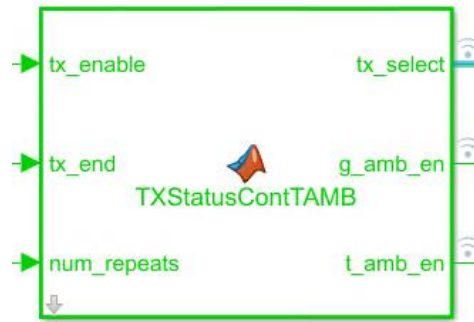 tx_enable
tx_select
tx_end
g_amb_en
TXStatusContTAMB
num_repeats
t_amb_en